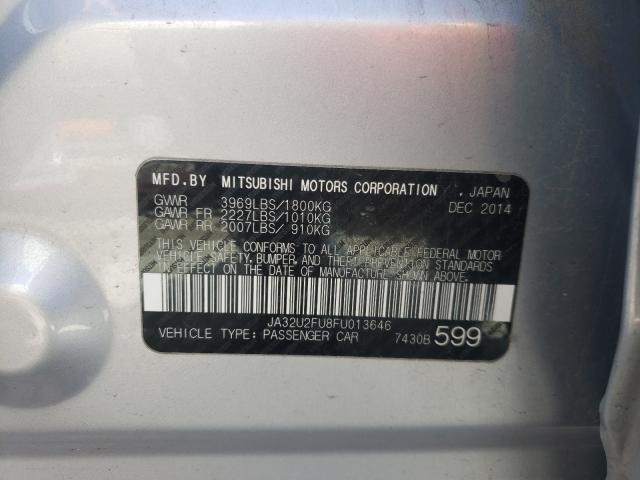 MFD.BY MITSUBISHI MOTORS CORPORATION , JAPAN
GVWR 3969LBS/1800KG DEC 2014
GAWR FR 2227LBS/1010KG
GAWR RR 2007LBS/ 910KG
THIS VEHICLE CONFORMS TO ALL APPLICABLE FEDERAL MOTOR
VEHICLE SAFETY, BUMPER, AND THEFT PREVENTION STANDARDS
IN EFFECT ON THE DATE OF MANUFACTURE SHOWN ABOVE.
JA32U2FU8FU013646
VEHICLE TYPE: PASSENGER CAR 7430B 599